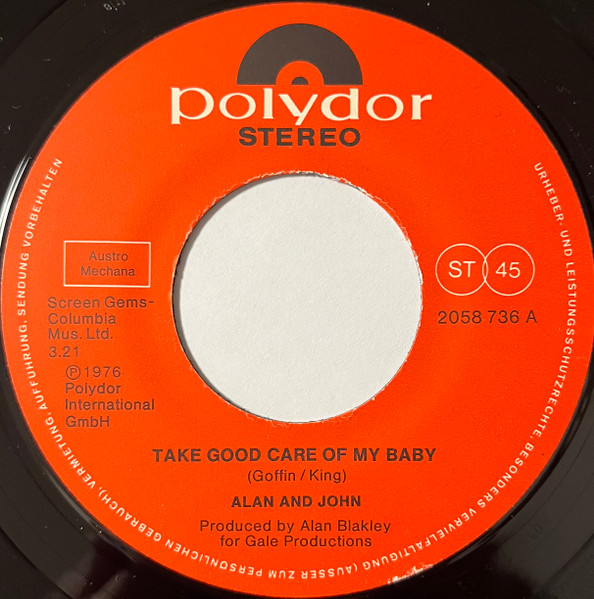 polydor
STEREO
Austro
Mechana
ST 45
Screen Gems-
Columbia
Mus. Ltd.
3.21
Ⓟ 1976
Polydor
International
GmbH
2058 736 A
TAKE GOOD CARE OF MY BABY
(Goffin / King)
ALAN AND JOHN
Produced by Alan Blakley
for Gale Productions
URHEBER- UND LEISTUNGSSCHUTZRECHTE, BESONDERS VERVIELFÄLTIGUNG (AUSSER ZUM PERSÖNLICHEN GEBRAUCH), VERMIETUNG, AUFFÜHRUNG, SENDUNG VORBEHALTEN